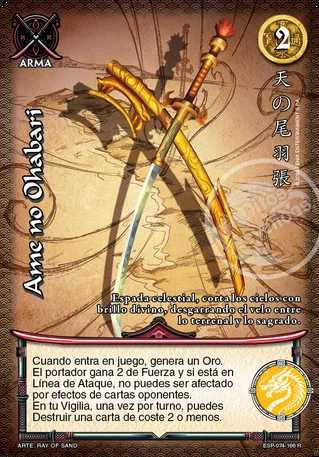 ARMA
2
天の尾羽張
Ame no Ohabari
Espada celestial, corta los cielos con
brillo divino, desgarrando el velo entre
lo terrenal y lo sagrado.
Cuando entra en juego, genera un Oro.
El portador gana 2 de Fuerza y si está en
Línea de Ataque, no puedes ser afectado
por efectos de cartas oponentes.
En tu Vigilia, una vez por turno, puedes
Destruir una carta de coste 2 o menos.
ARTE: RAY OF SAND
ESP-074-166 R